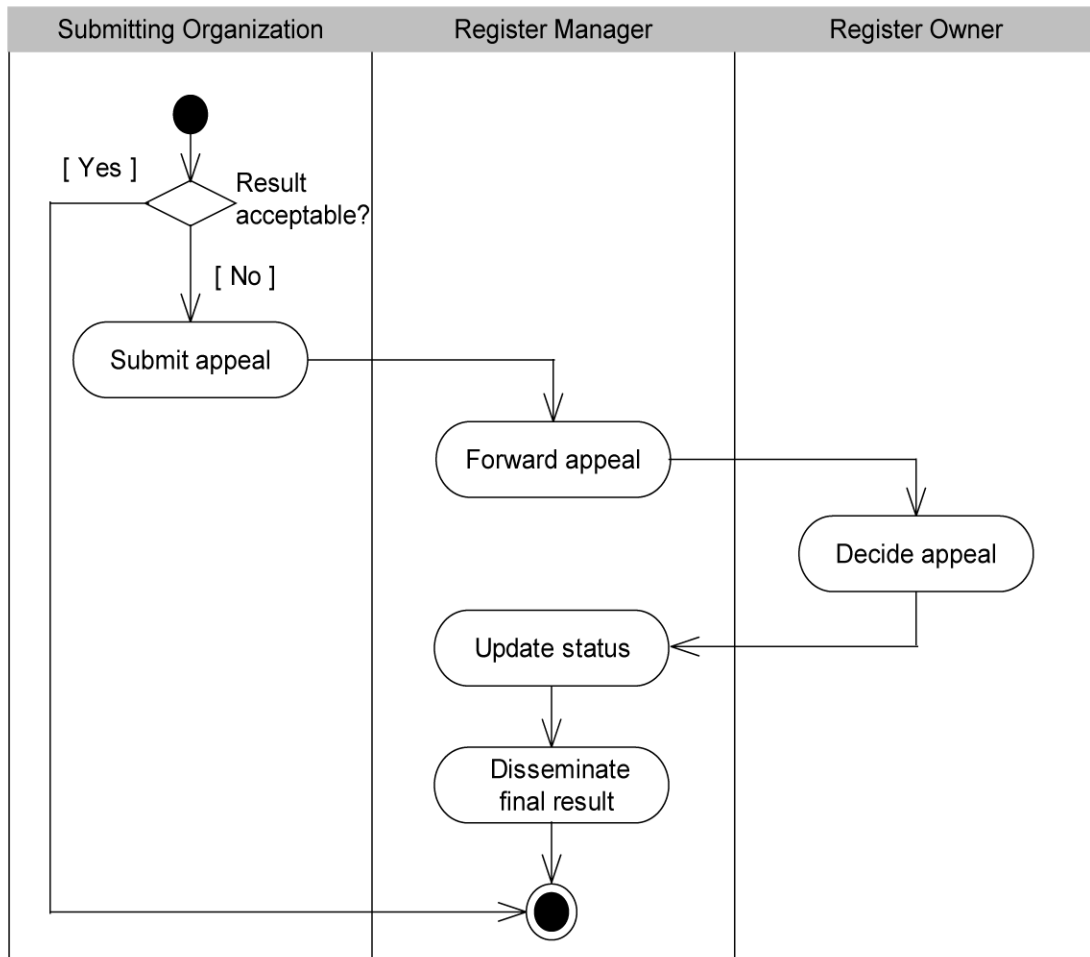 Submitting Organization
Register Manager
Register Owner
[ Yes ]
Result
acceptable?
[ No ]
Submit appeal
Forward appeal
Decide appeal
Update status
Disseminate
final result